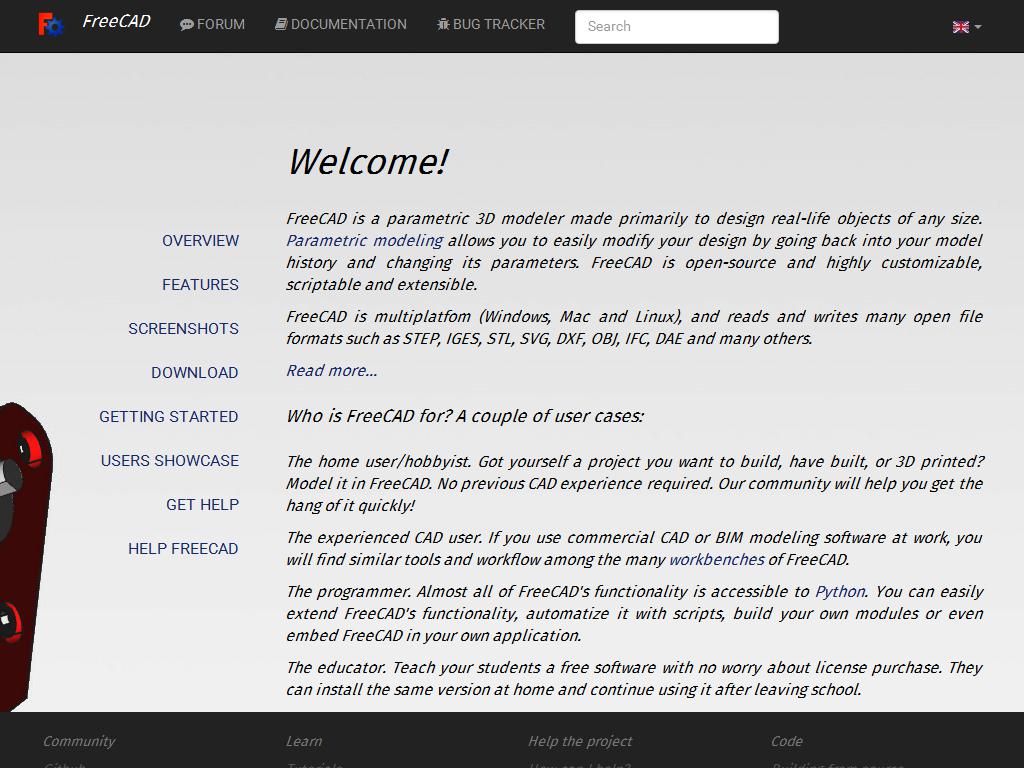 FreeCAD
FORUM
DOCUMENTATION
BUG TRACKER
Search
Welcome!
OVERVIEW
FEATURES
SCREENSHOTS
DOWNLOAD
GETTING STARTED
USERS SHOWCASE
GET HELP
HELP FREECAD
FreeCAD is a parametric 3D modeler made primarily to design real-life objects of any size.
Parametric modeling allows you to easily modify your design by going back into your model
history and changing its parameters. FreeCAD is open-source and highly customizable,
scriptable and extensible.
FreeCAD is multiplatfom (Windows, Mac and Linux), and reads and writes many open file
formats such as STEP, IGES, STL, SVG, DXF, OBJ, IFC, DAE and many others.
Read more...
Who is FreeCAD for? A couple of user cases:
The home user/hobbyist. Got yourself a project you want to build, have built, or 3D printed?
Model it in FreeCAD. No previous CAD experience required. Our community will help you get the
hang of it quickly!
The experienced CAD user. If you use commercial CAD or BIM modeling software at work, you
will find similar tools and workflow among the many workbenches of FreeCAD.
The programmer. Almost all of FreeCAD's functionality is accessible to Python. You can easily
extend FreeCAD's functionality, automatize it with scripts, build your own modules or even
embed FreeCAD in your own application.
The educator. Teach your students a free software with no worry about license purchase. They
can install the same version at home and continue using it after leaving school.
Community
Learn
Help the project
Code
Github
Tutorials
How can I help?
Building from source